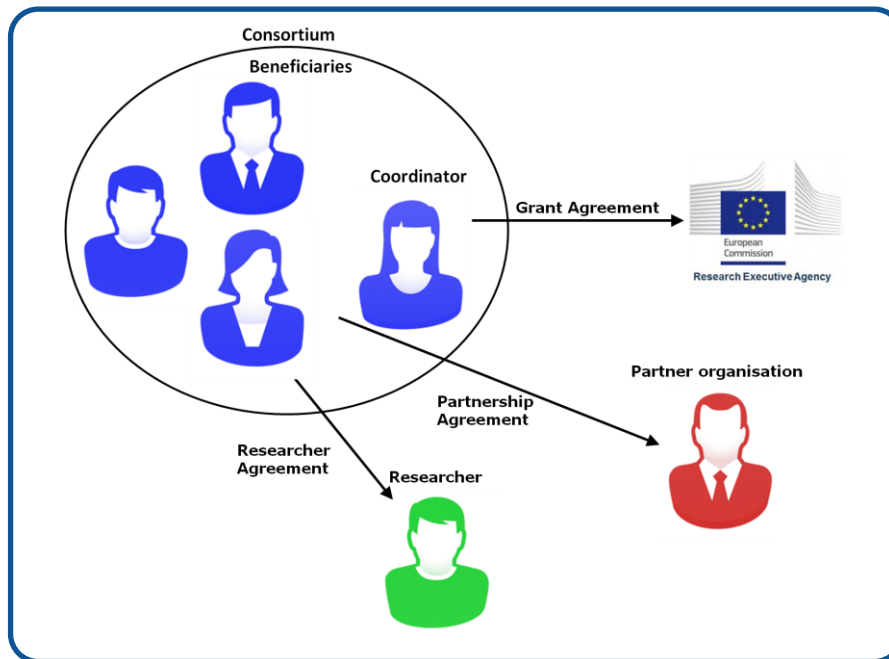 Consortium
Beneficiaries
Coordinator
Grant Agreement
European
Commission
Research Executive Agency
Partner organisation
Partnership
Agreement
Researcher
Agreement
Researcher